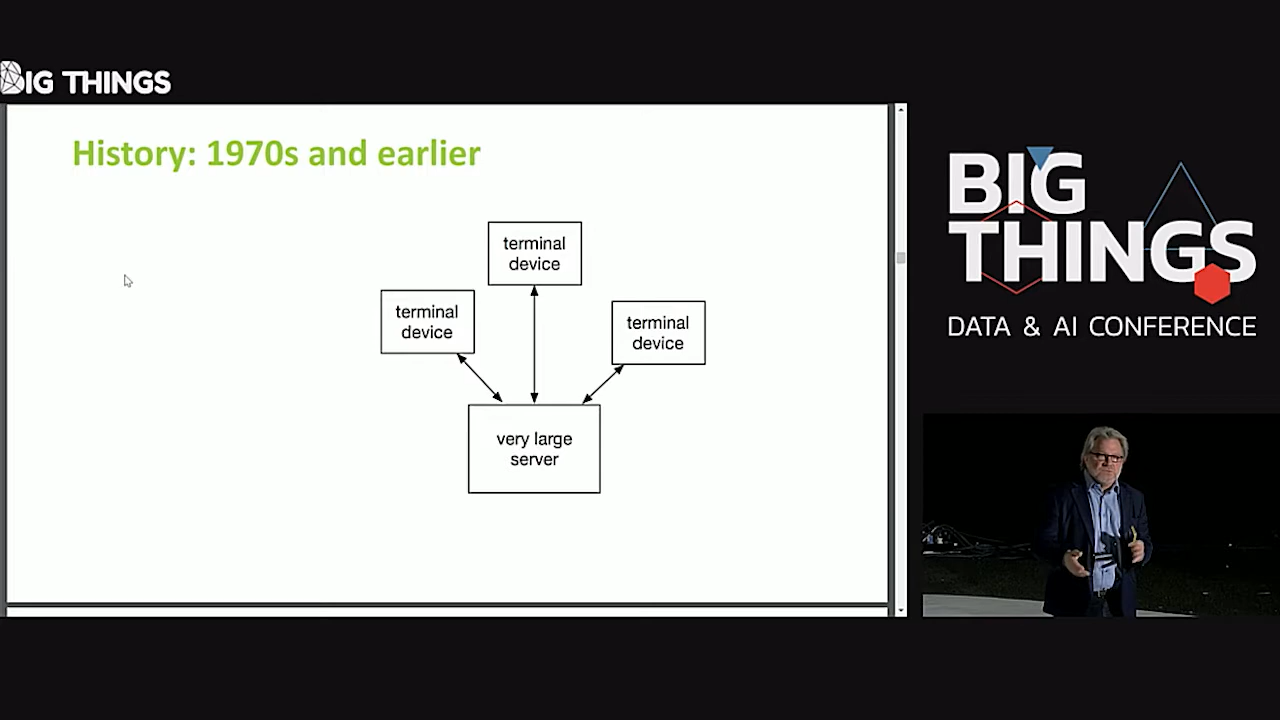 BIG THINGS
History: 1970s and earlier
terminal
device
terminal
device
terminal
device
very large
server
BIG
THINGS
DATA & AI CONFERENCE